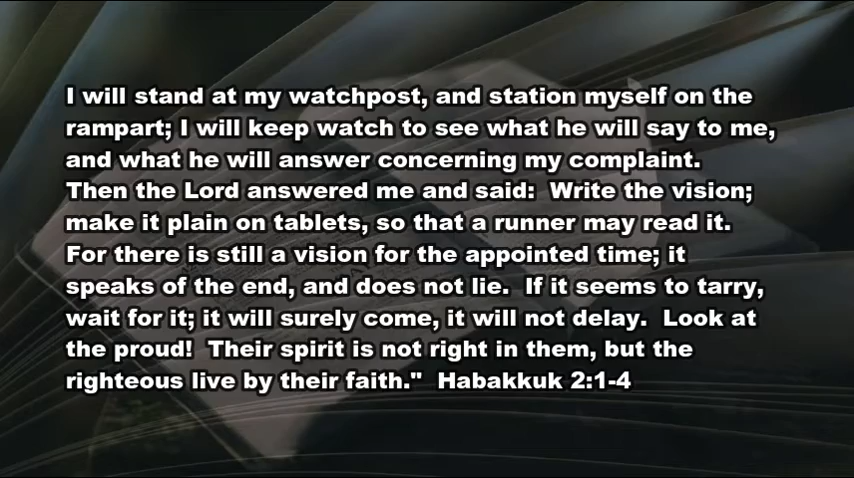 I will stand at my watchpost, and station myself on the
rampart; I will keep watch to see what he will say to me,
and what he will answer concerning my complaint.
Then the Lord answered me and said:  Write the vision;
make it plain on tablets, so that a runner may read it.
For there is still a vision for the appointed time; it
speaks of the end, and does not lie.  If it seems to tarry,
wait for it; it will surely come, it will not delay.  Look at
the proud!  Their spirit is not right in them, but the
righteous live by their faith."  Habakkuk 2:1-4